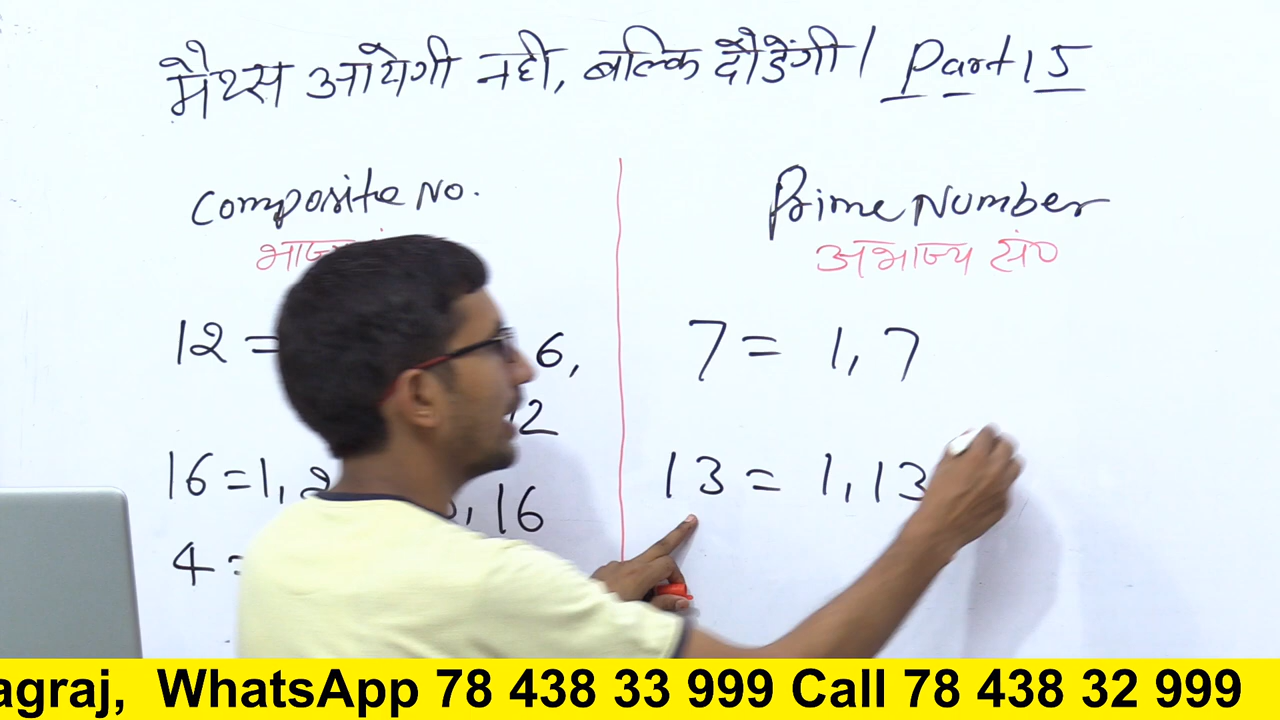 मैथ्स आयेगी नही, बल्कि दौडेंगी। Part 15
Composite No.
Prime Number
अभाज्य सं०
12 = 6,
12
7 = 1, 7
16 = 1, 2 , 16
13 = 1, 13
4 =
agraj, WhatsApp 78 438 33 999 Call 78 438 32 999